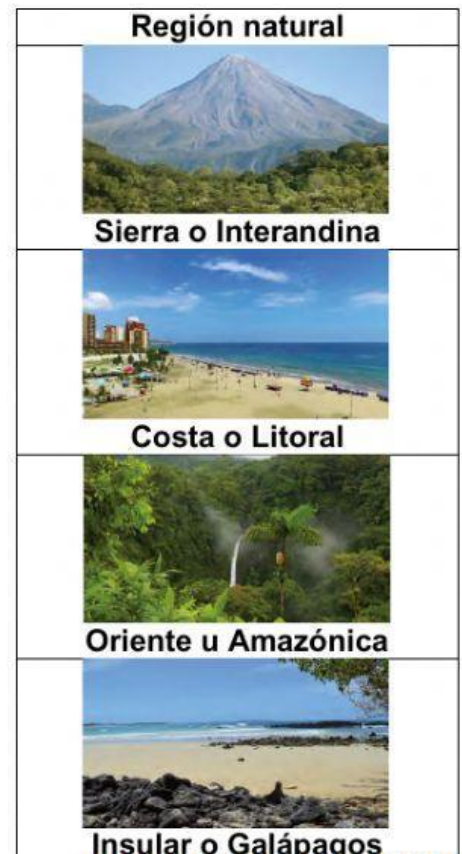 Región natural
Sierra o Interandina
Costa o Litoral
Oriente u Amazónica
Insular o Galápagos